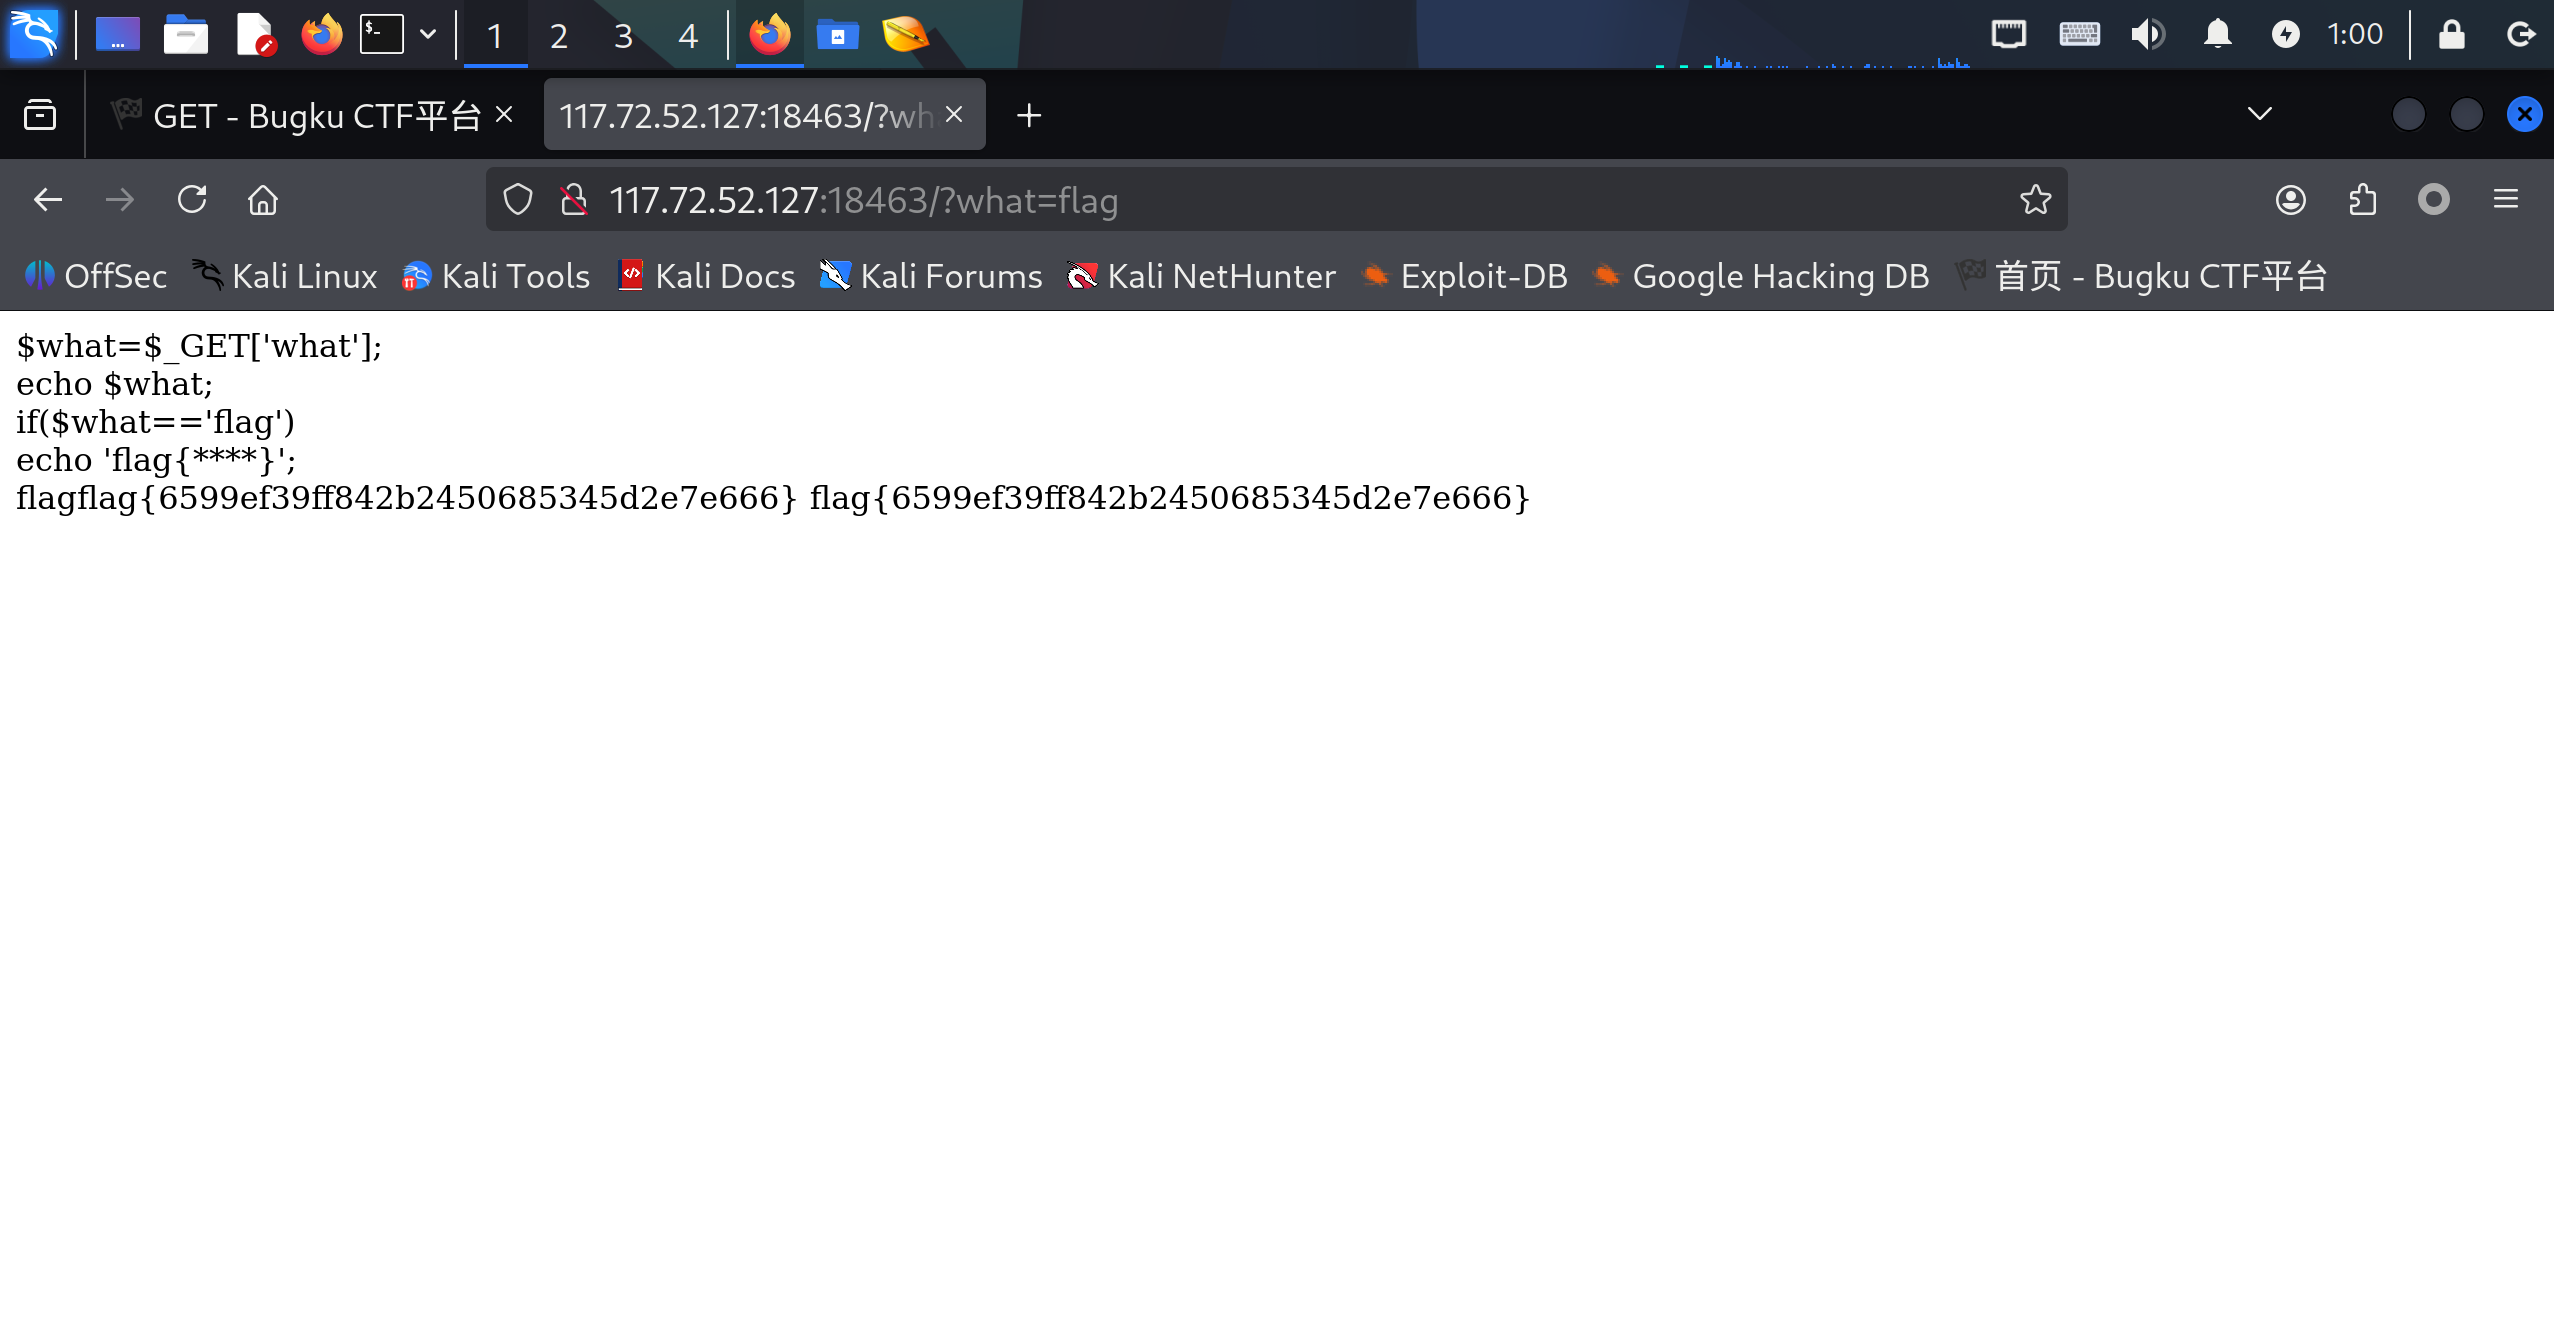 1 2 3 4 1:00
GET - Bugku CTF平台 117.72.52.127:18463/?wh
117.72.52.127:18463/?what=flag
OffSec Kali Linux Kali Tools Kali Docs Kali Forums Kali NetHunter Exploit-DB Google Hacking DB 首页 - Bugku CTF平台
$what=$_GET['what'];
echo $what;
if($what=='flag')
echo 'flag{****}';
flagflag{6599ef39ff842b2450685345d2e7e666} flag{6599ef39ff842b2450685345d2e7e666}